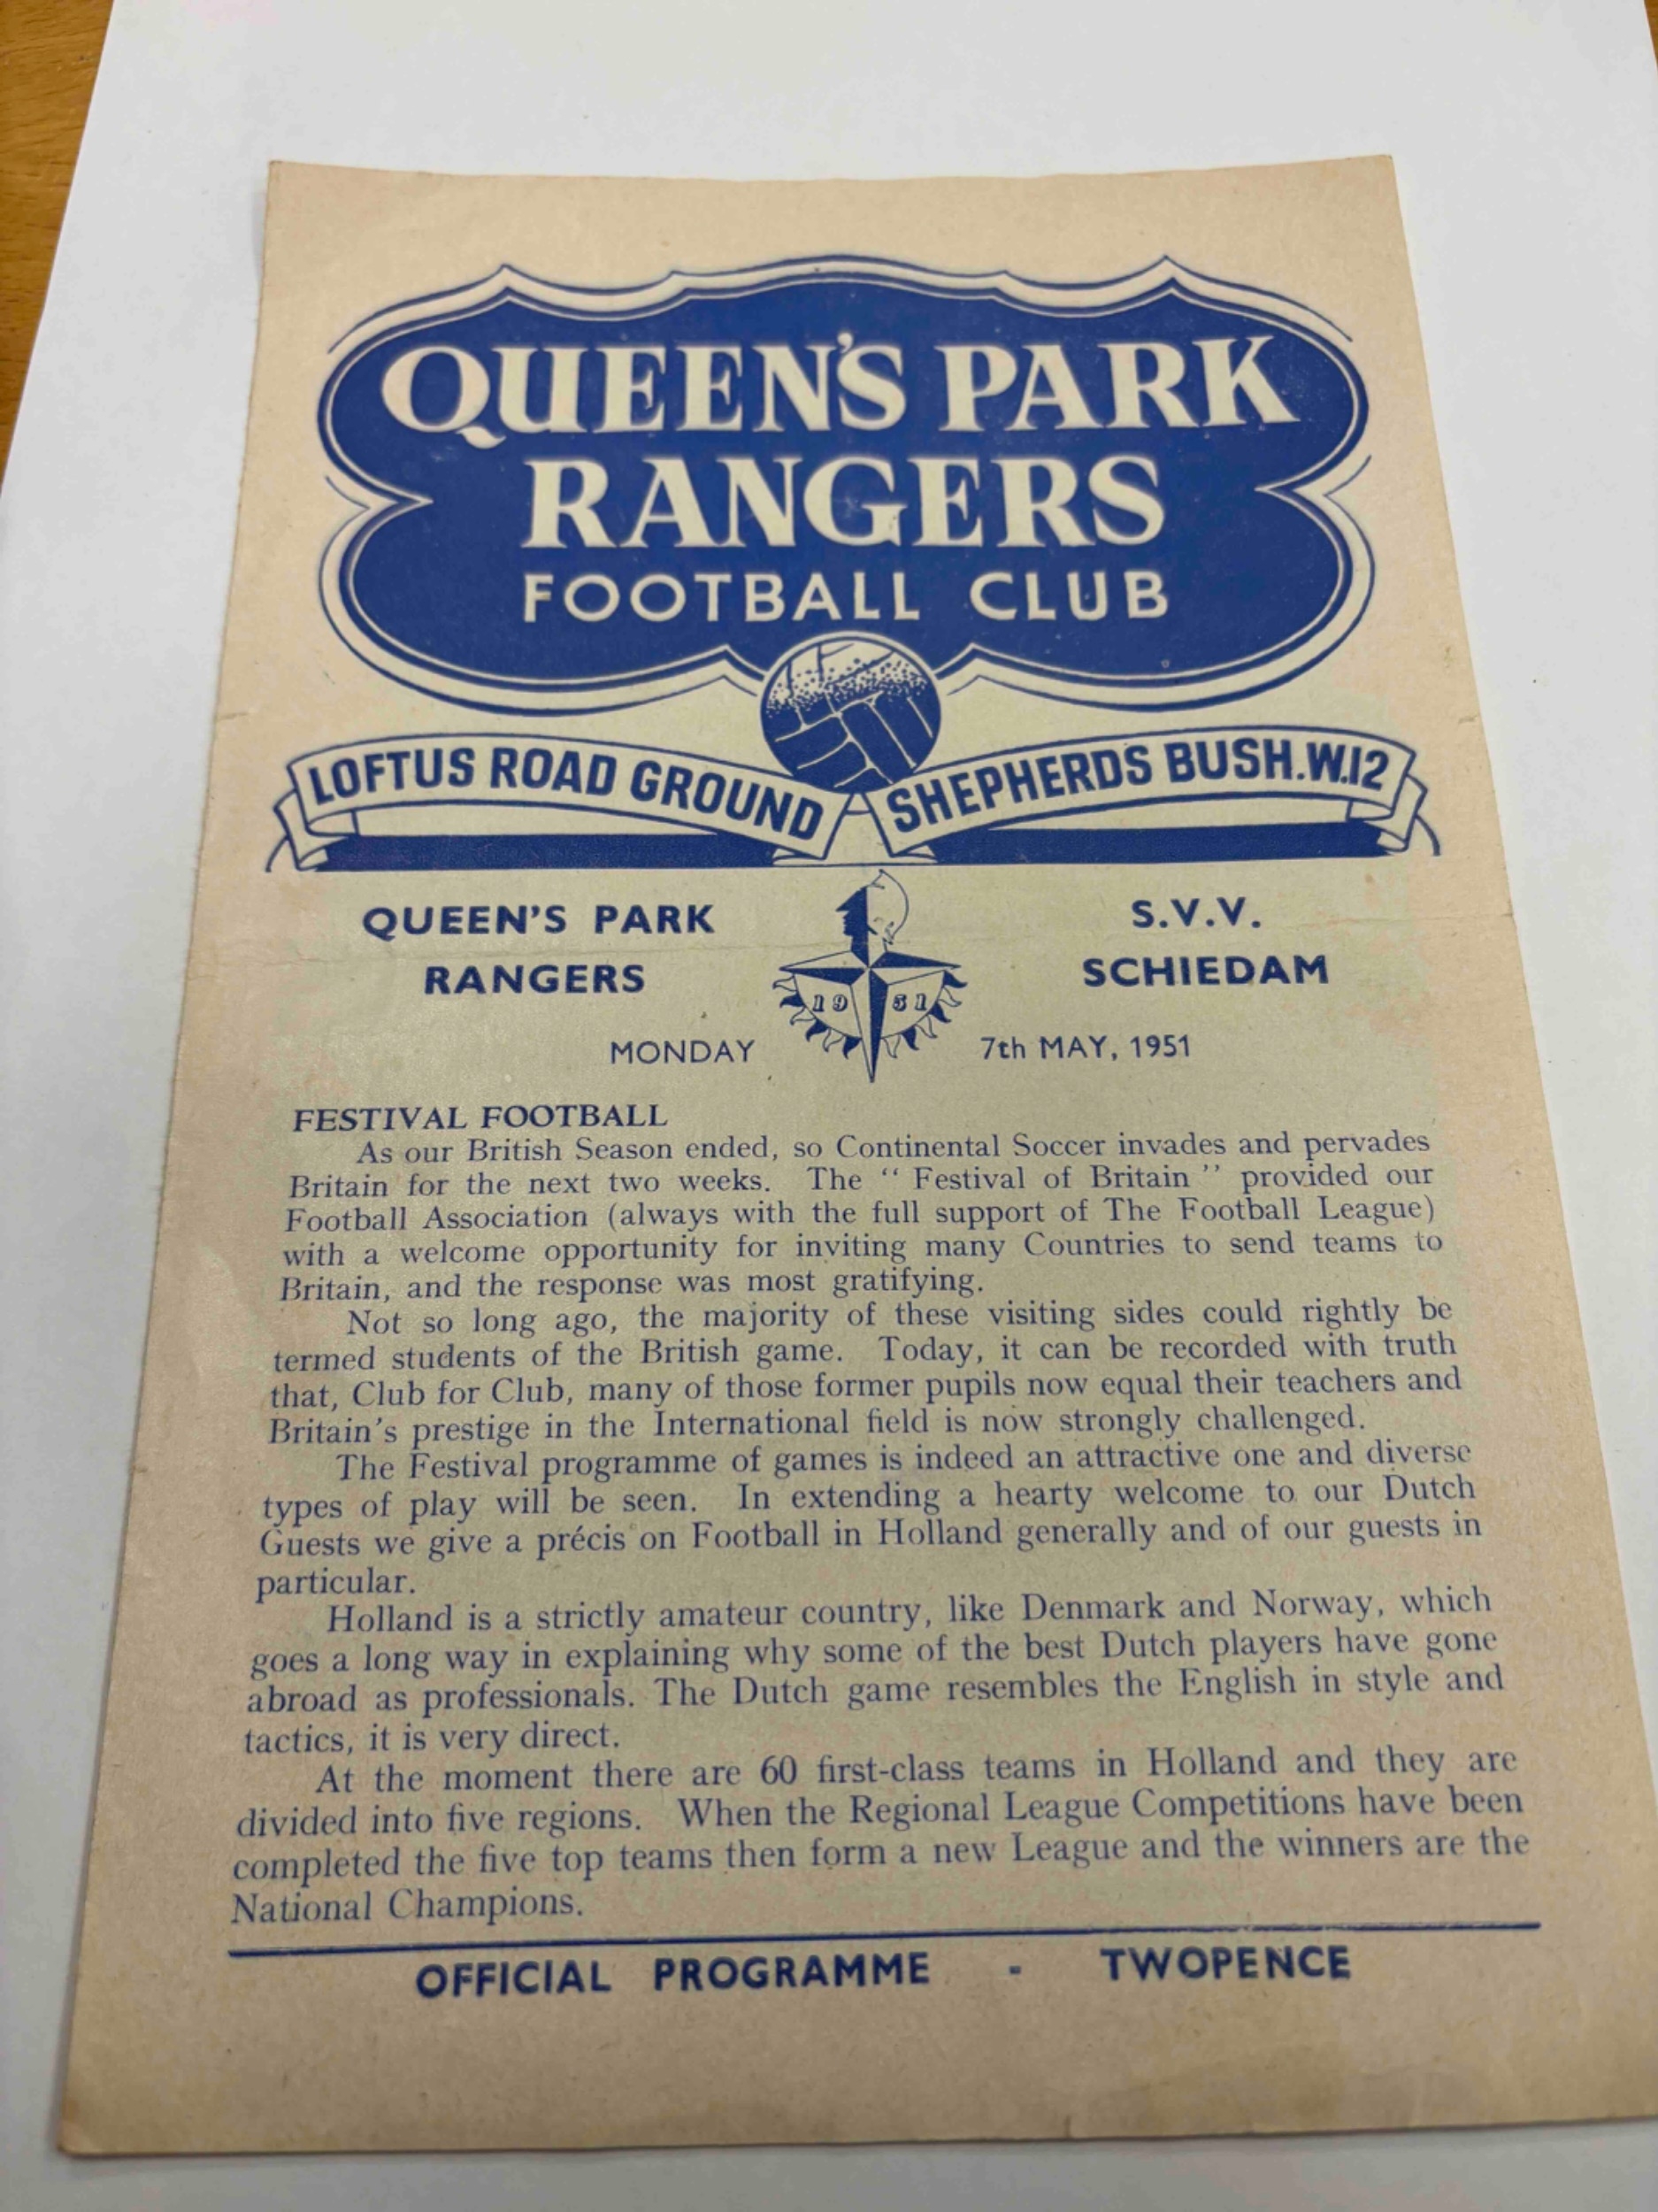 QUEEN'S PARK
RANGERS
FOOTBALL CLUB
LOFTUS ROAD GROUND SHEPHERDS BUSH.W.12
QUEEN'S PARK S.V.V.
RANGERS SCHIEDAM
19 51
MONDAY 7th MAY, 1951
FESTIVAL FOOTBALL
As our British Season ended, so Continental Soccer invades and pervades
Britain for the next two weeks. The “ Festival of Britain ” provided our
Football Association (always with the full support of The Football League)
with a welcome opportunity for inviting many Countries to send teams to
Britain, and the response was most gratifying.
Not so long ago, the majority of these visiting sides could rightly be
termed students of the British game. Today, it can be recorded with truth
that, Club for Club, many of those former pupils now equal their teachers and
Britain's prestige in the International field is now strongly challenged.
The Festival programme of games is indeed an attractive one and diverse
types of play will be seen. In extending a hearty welcome to our Dutch
Guests we give a précis on Football in Holland generally and of our guests in
particular.
Holland is a strictly amateur country, like Denmark and Norway, which
goes a long way in explaining why some of the best Dutch players have gone
abroad as professionals. The Dutch game resembles the English in style and
tactics, it is very direct.
At the moment there are 60 first-class teams in Holland and they are
divided into five regions. When the Regional League Competitions have been
completed the five top teams then form a new League and the winners are the
National Champions.
OFFICIAL PROGRAMME - TWOPENCE